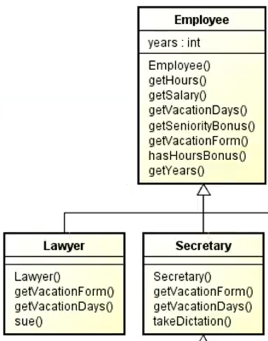 Employee
years : int
Employee()
getHours()
getSalary()
getVacationDays()
getSeniorityBonus()
getVacationForm()
hasHoursBonus()
getYears()
Lawyer
Lawyer()
getVacationForm()
getVacationDays()
sue()
Secretary
Secretary()
getVacationForm()
getVacationDays()
takeDictation()